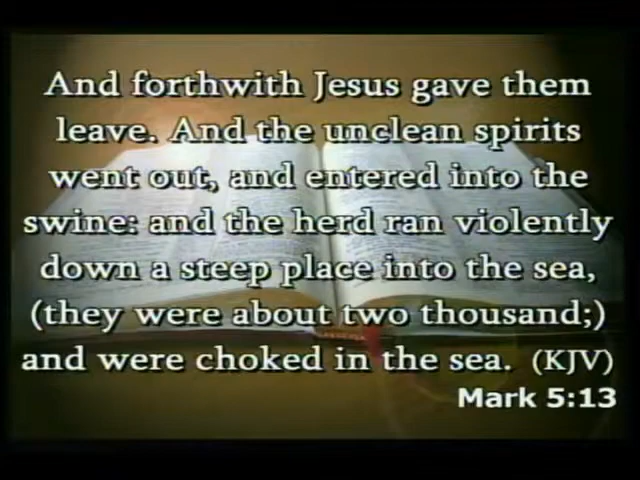 And forthwith Jesus gave them
leave. And the unclean spirits
went out, and entered into the
swine: and the herd ran violently
down a steep place into the sea,
(they were about two thousand;)
and were choked in the sea. (KJV)
Mark 5:13